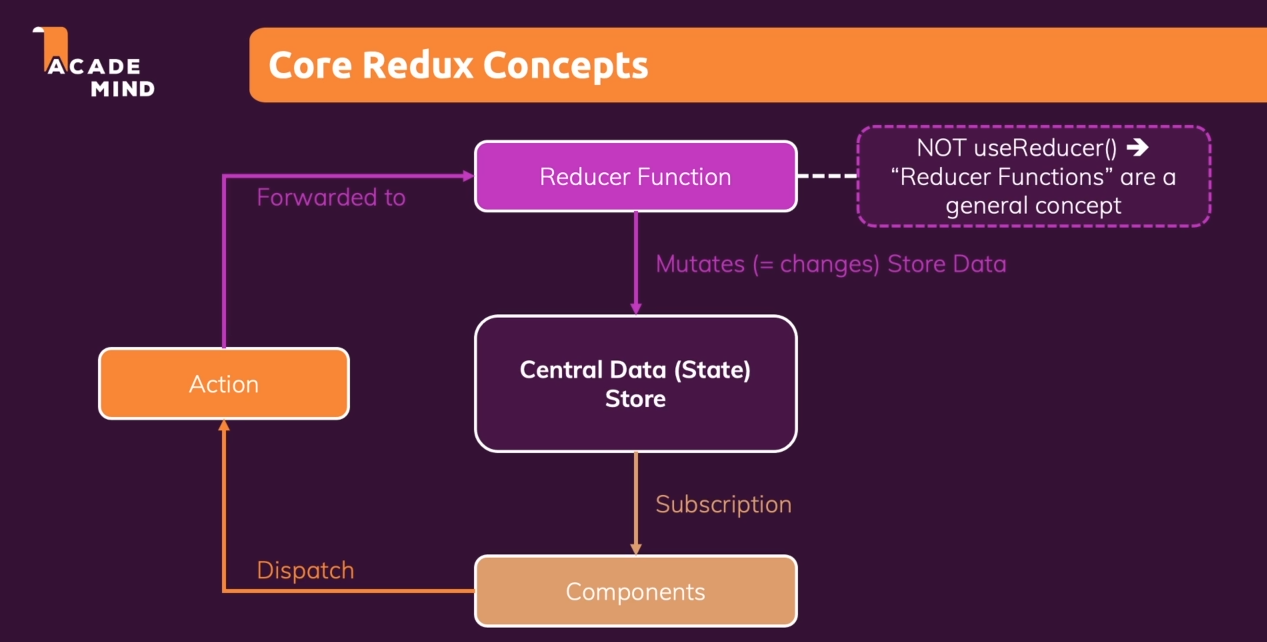 ACADE
MIND
Core Redux Concepts
Reducer Function
NOT useReducer() ➔
“Reducer Functions” are a
general concept
Forwarded to
Mutates (= changes) Store Data
Action
Central Data (State)
Store
Subscription
Dispatch
Components